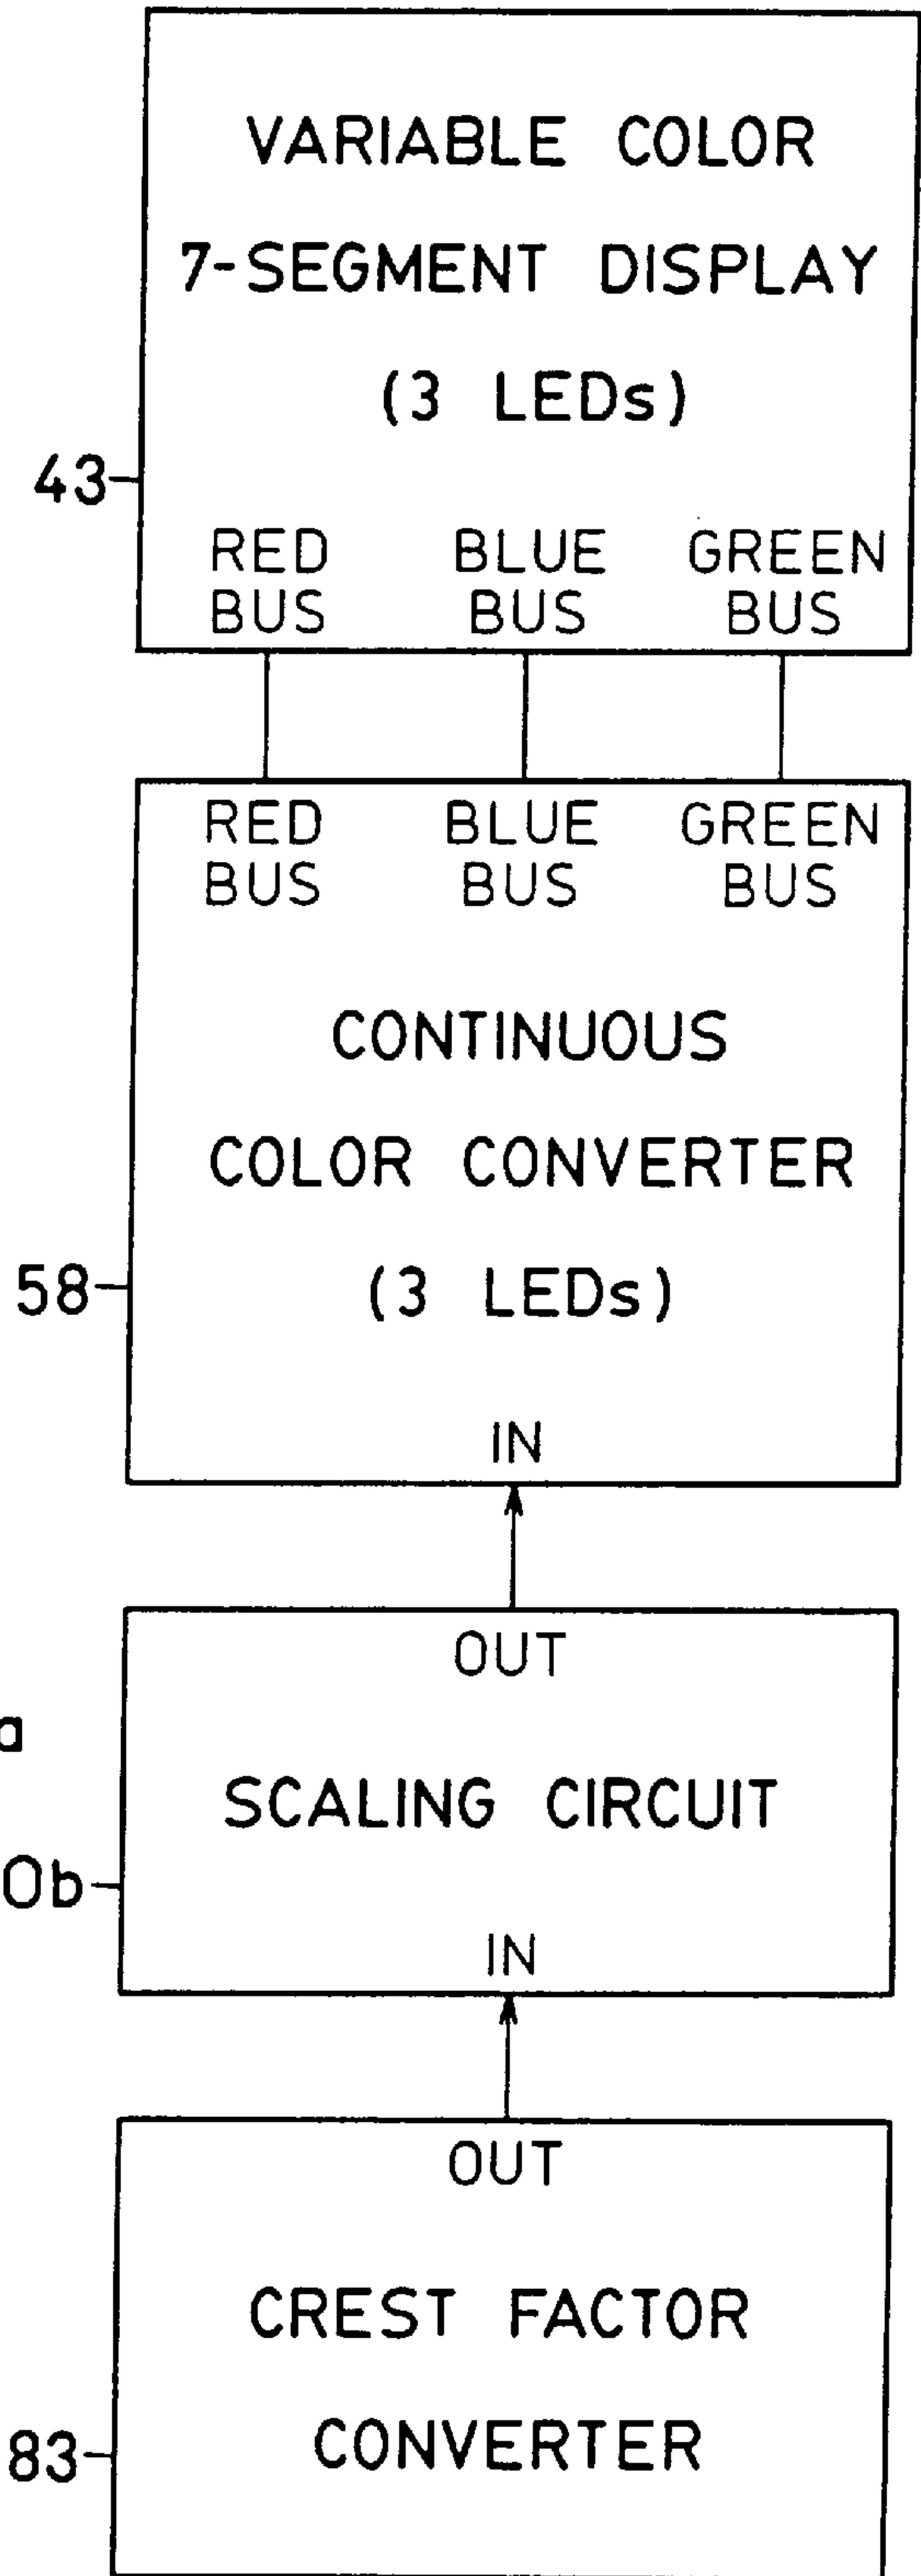 VARIABLE COLOR
7-SEGMENT DISPLAY
(3 LEDs)
43
RED BLUE GREEN
BUS BUS BUS
RED BLUE GREEN
BUS BUS BUS
CONTINUOUS
COLOR CONVERTER
58
(3 LEDs)
IN
OUT
a
SCALING CIRCUIT
0b
IN
OUT
CREST FACTOR
CONVERTER
83